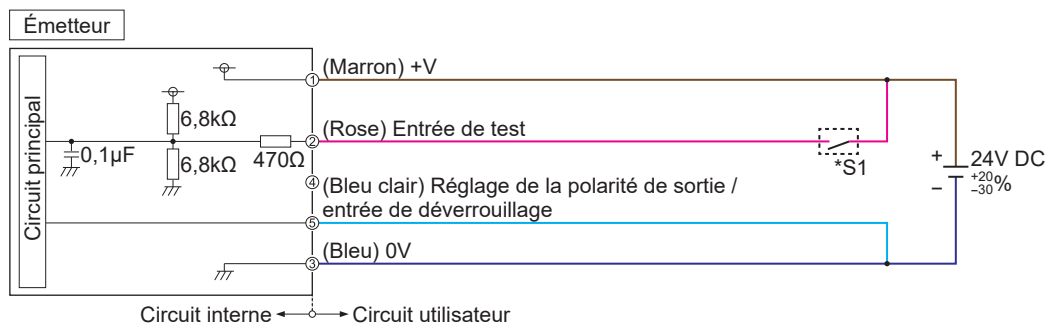 Émetteur
(Marron) +V
①
6,8kΩ
(Rose) Entrée de test
②
0,1µF
6,8kΩ
470Ω
*S1
+
24V DC
+20
−30%
−
④
(Bleu clair) Réglage de la polarité de sortie /
entrée de déverrouillage
⑤
(Bleu) 0V
③
Circuit principal
Circuit interne
Circuit utilisateur